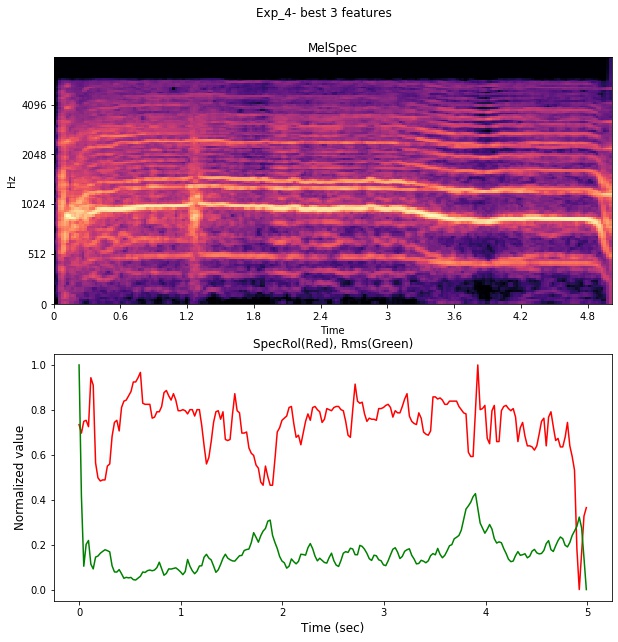 Exp_4- best 3 features
MelSpec
4096
2048
1024
512
0
Hz
0 0.6 1.2 1.8 2.4 3 3.6 4.2 4.8
Time
SpecRol(Red), Rms(Green)
1.0
0.8
0.6
0.4
0.2
0.0
Normalized value
0 1 2 3 4 5
Time (sec)